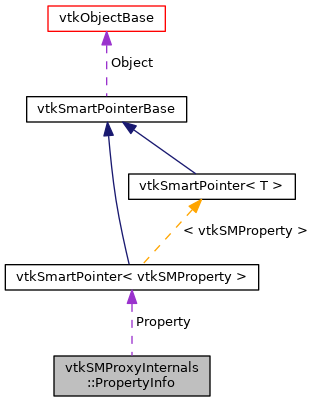 vtkObjectBase
Object
vtkSmartPointerBase
vtkSmartPointer< T >
< vtkSMProperty >
vtkSmartPointer< vtkSMProperty >
Property
vtkSMProxyInternals
::PropertyInfo